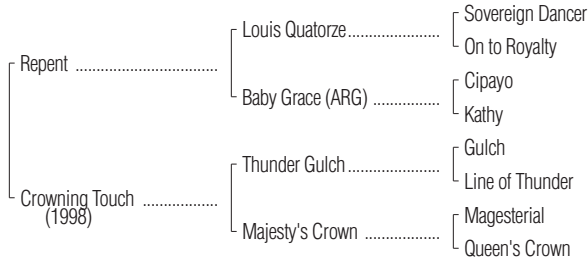 Sovereign Dancer
Louis Quatorze....................
On to Royalty
Repent ...............................
Cipayo
Baby Grace (ARG) ..............
Kathy
Gulch
Thunder Gulch....................
Line of Thunder
Crowning Touch ................
(1998)
Magesterial
Majesty's Crown ................
Queen's Crown